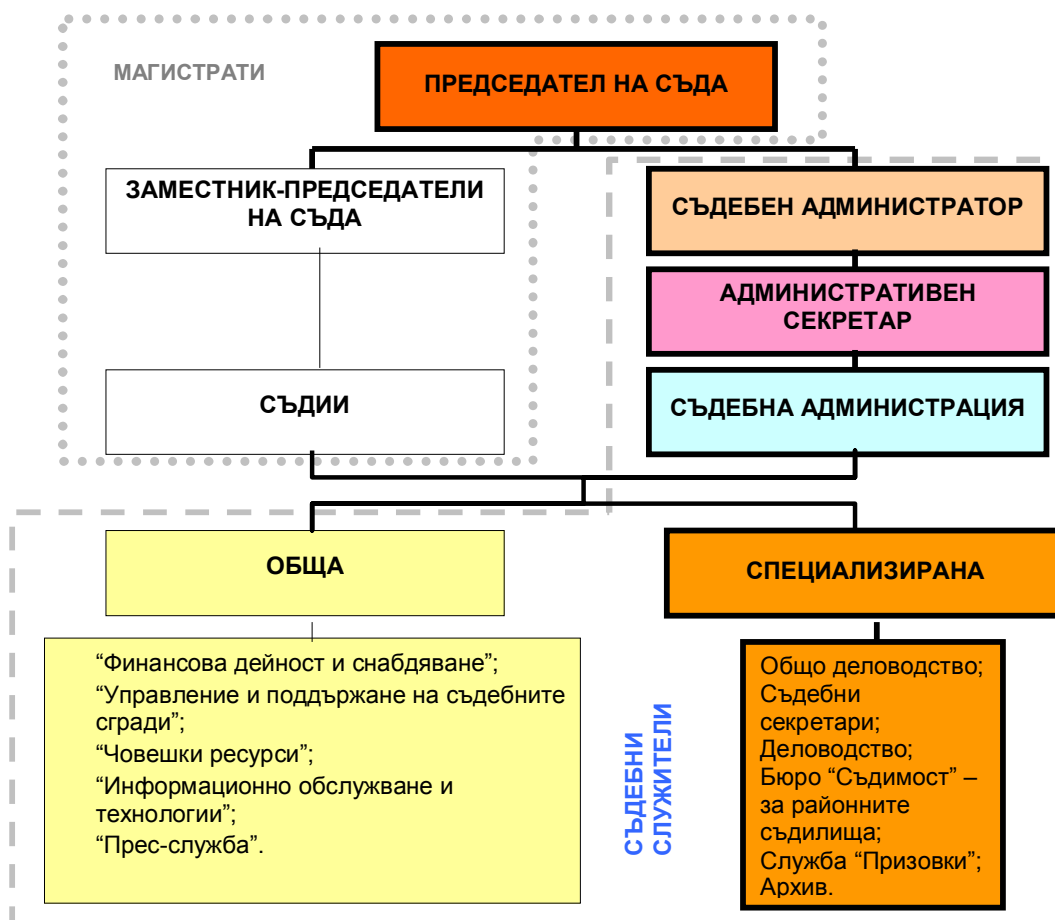 МАГИСТРАТИ
ПРЕДСЕДАТЕЛ НА СЪДА
ЗАМЕСТНИК-ПРЕДСЕДАТЕЛИ
НА СЪДА
СЪДЕБЕН АДМИНИСТРАТОР
АДМИНИСТРАТИВЕН
СЕКРЕТАР
СЪДИИ
СЪДЕБНА АДМИНИСТРАЦИЯ
ОБЩА
СПЕЦИАЛИЗИРАНА
“Финансова дейност и снабдяване”;
“Управление и поддържане на съдебните
сгради”;
“Човешки ресурси”;
“Информационно обслужване и
технологии”;
“Прес-служба”.
СЪДЕБНИ
СЛУЖИТЕЛИ
Общо деловодство;
Съдебни
секретари;
Деловодство;
Бюро “Съдимост” –
за районните
съдилища;
Служба “Призовки”;
Архив.